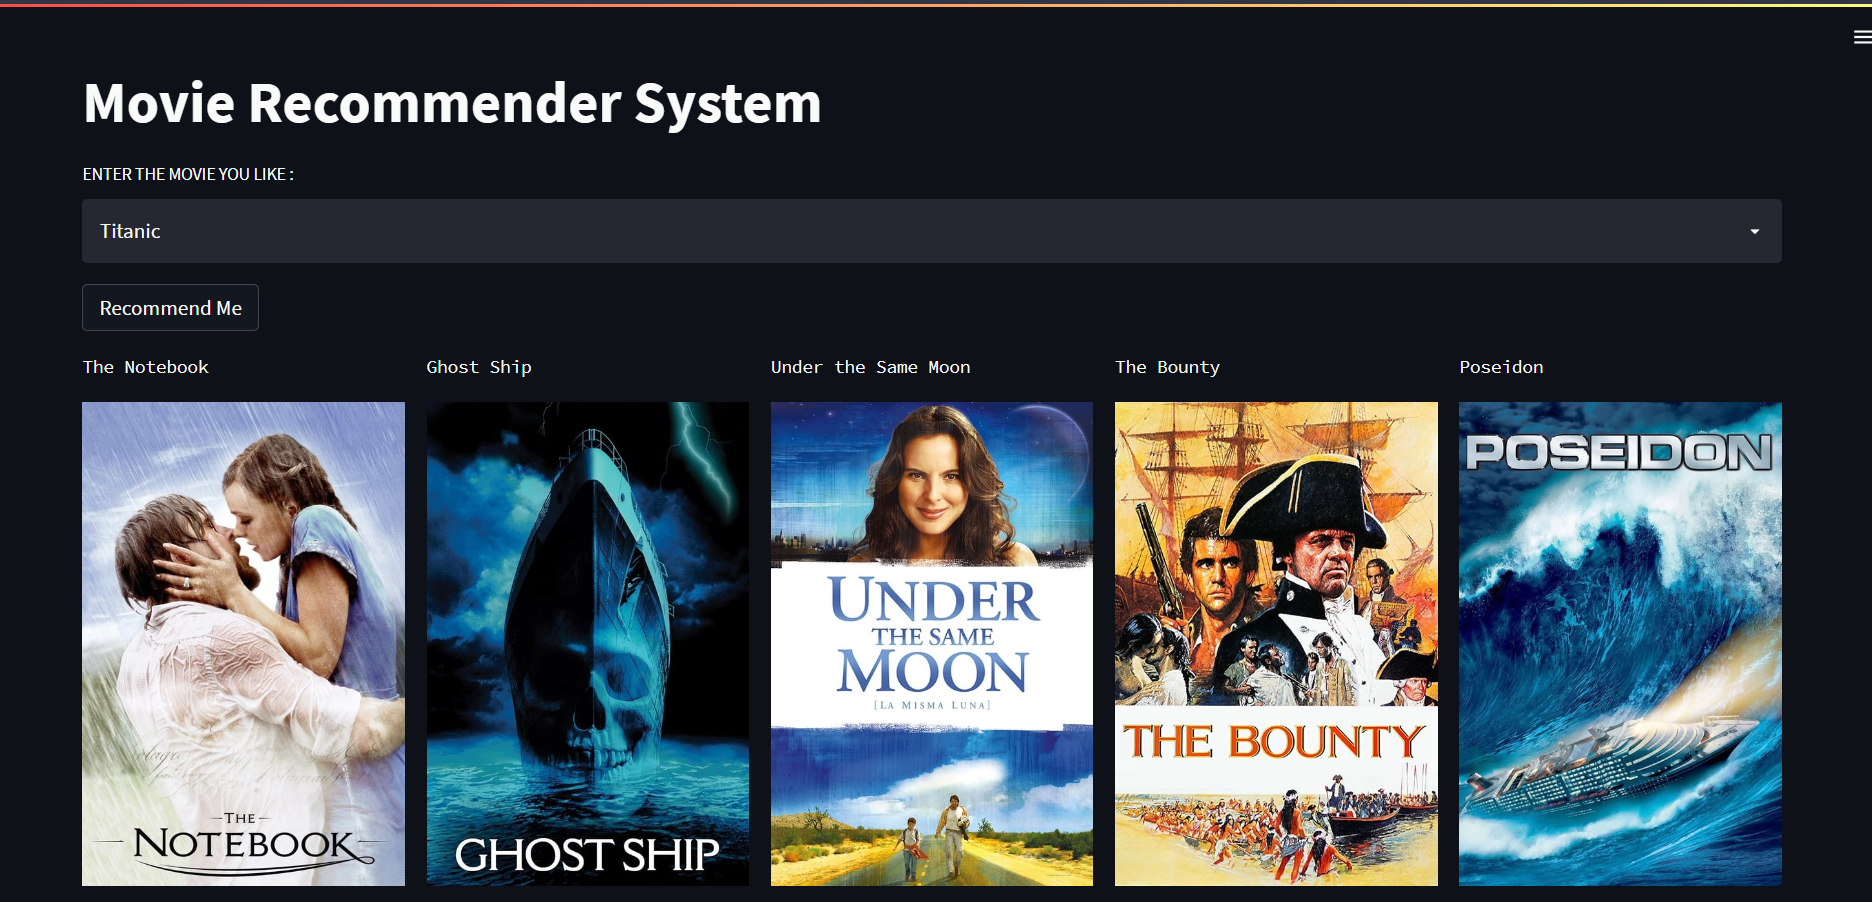 Movie Recommender System
ENTER THE MOVIE YOU LIKE :
Titanic
Recommend Me
The Notebook
Ghost Ship
Under the Same Moon
The Bounty
Poseidon
THE
NOTEBOOK
GHOST SHIP
UNDER
THE SAME
MOON
[LA MISMA LUNA]
THE BOUNTY
POSEIDON